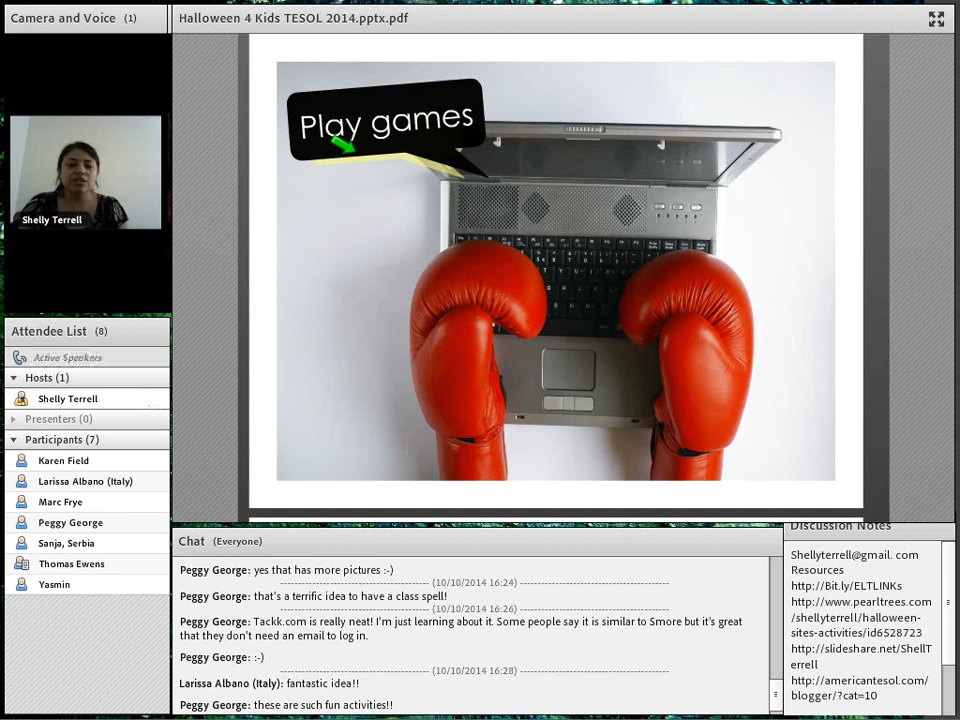 Camera and Voice (1)
Shelly Terrell
Attendee List (8)
Active Speakers
Hosts (1)
Shelly Terrell
Presenters (0)
Participants (7)
Karen Field
Larissa Albano (Italy)
Marc Frye
Peggy George
Sanja, Serbia
Thomas Ewens
Yasmin
Halloween 4 Kids TESOL 2014.pptx.pdf
Play games
Chat (Everyone)
Peggy George: yes that has more pictures :-)
(10/10/2014 16:24)
Peggy George: that's a terrific idea to have a class spell!
(10/10/2014 16:26)
Peggy George: Tackk.com is really neat! I'm just learning about it. Some people say it is similar to Smore but it's great
that they don't need an email to log in.
Peggy George: :-)
(10/10/2014 16:28)
Larissa Albano (Italy): fantastic idea!!
Peggy George: these are such fun activities!!
Discussion Notes
Shellyterrell@gmail. com
Resources
http://Bit.ly/ELTLINKs
http://www.pearltrees.com
/shellyterrell/halloween-
sites-activities/id6528723
http://slideshare.net/ShellT
errell
http://americantesol.com/
blogger/?cat=10